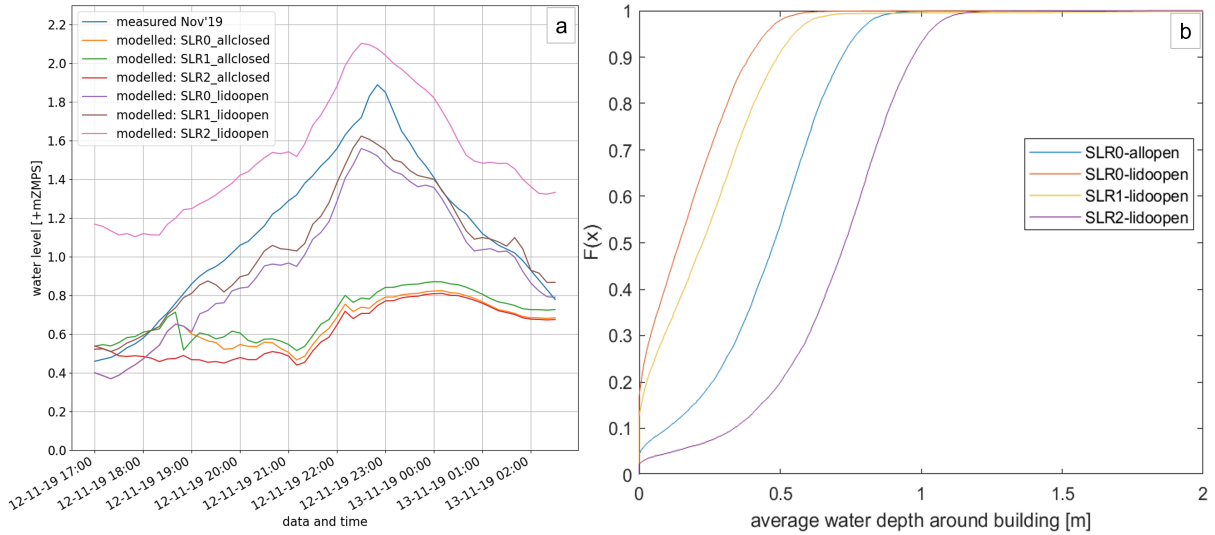 a
measured Nov'19
modelled: SLR0_allclosed
modelled: SLR1_allclosed
modelled: SLR2_allclosed
modelled: SLR0_lidoopen
modelled: SLR1_lidoopen
modelled: SLR2_lidoopen
water level [+mZMPS]
2.2
2.0
1.8
1.6
1.4
1.2
1.0
0.8
0.6
0.4
0.2
0.0
12-11-19 17:00
12-11-19 18:00
12-11-19 19:00
12-11-19 20:00
12-11-19 21:00
12-11-19 22:00
12-11-19 23:00
13-11-19 00:00
13-11-19 01:00
13-11-19 02:00
data and time
b
SLR0-allopen
SLR0-lidoopen
SLR1-lidoopen
SLR2-lidoopen
F(x)
1
0.9
0.8
0.7
0.6
0.5
0.4
0.3
0.2
0.1
0
0
0.5
1
1.5
2
average water depth around building [m]